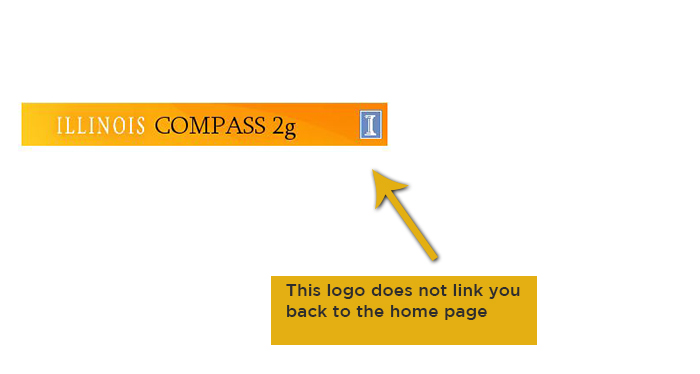 ILLINOIS COMPASS 2g I
This logo does not link you
back to the home page